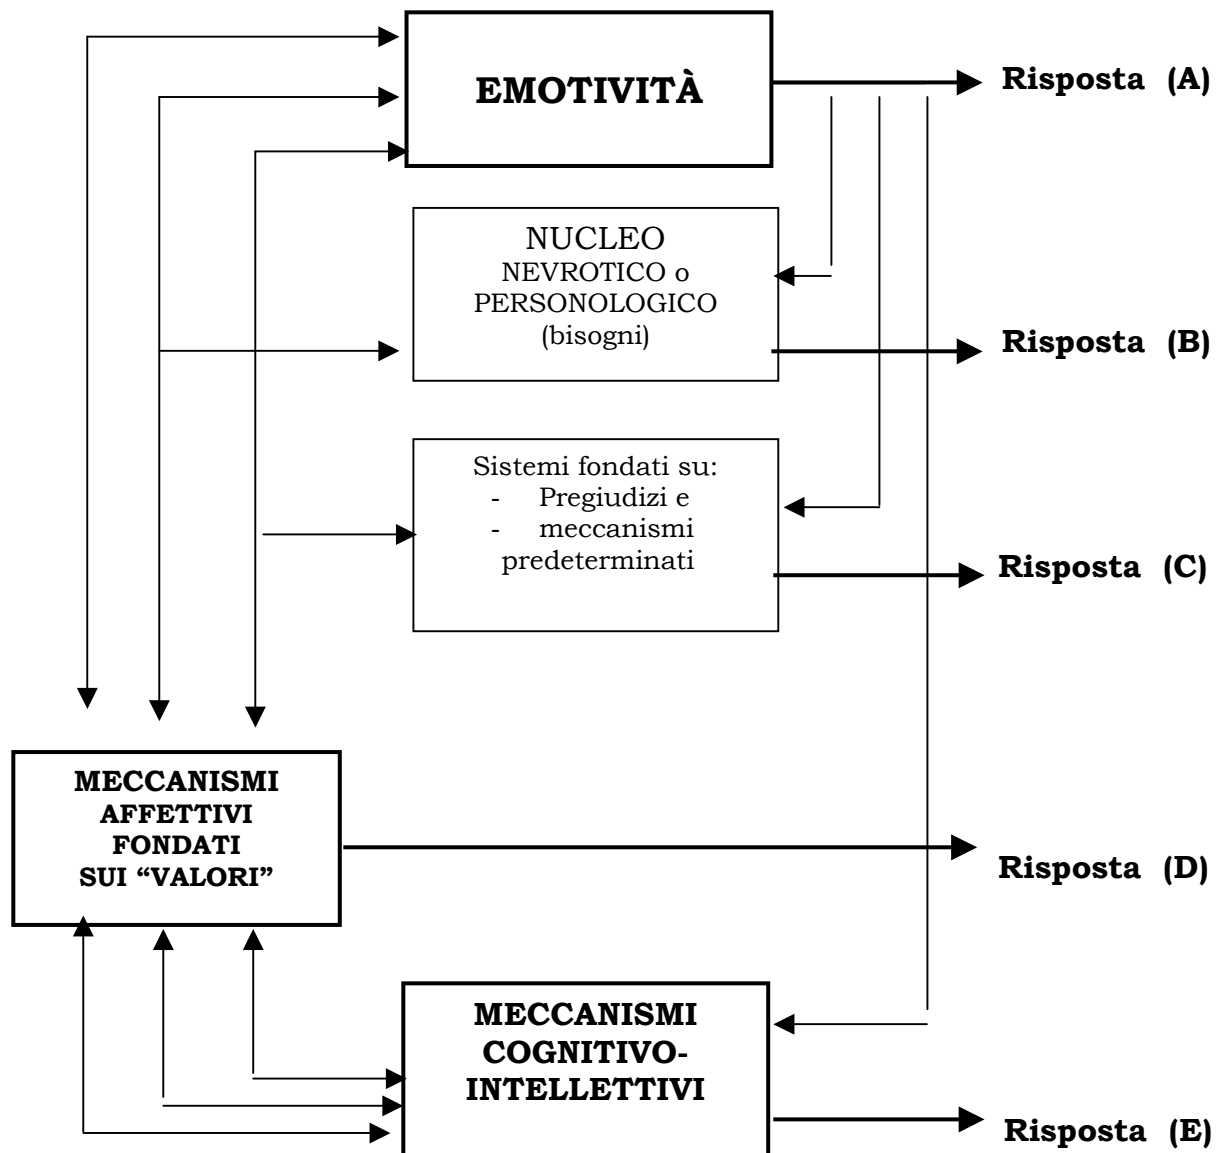 EMOTIVITÀ
Risposta (A)
NUCLEO
NEVROTICO o
PERSONOLOGICO
(bisogni)
Risposta (B)
Sistemi fondati su:
- Pregiudizi e
- meccanismi
predeterminati
Risposta (C)
MECCANISMI
AFFETTIVI
FONDATI
SUI “VALORI”
Risposta (D)
MECCANISMI
COGNITIVO-
INTELLETTIVI
Risposta (E)